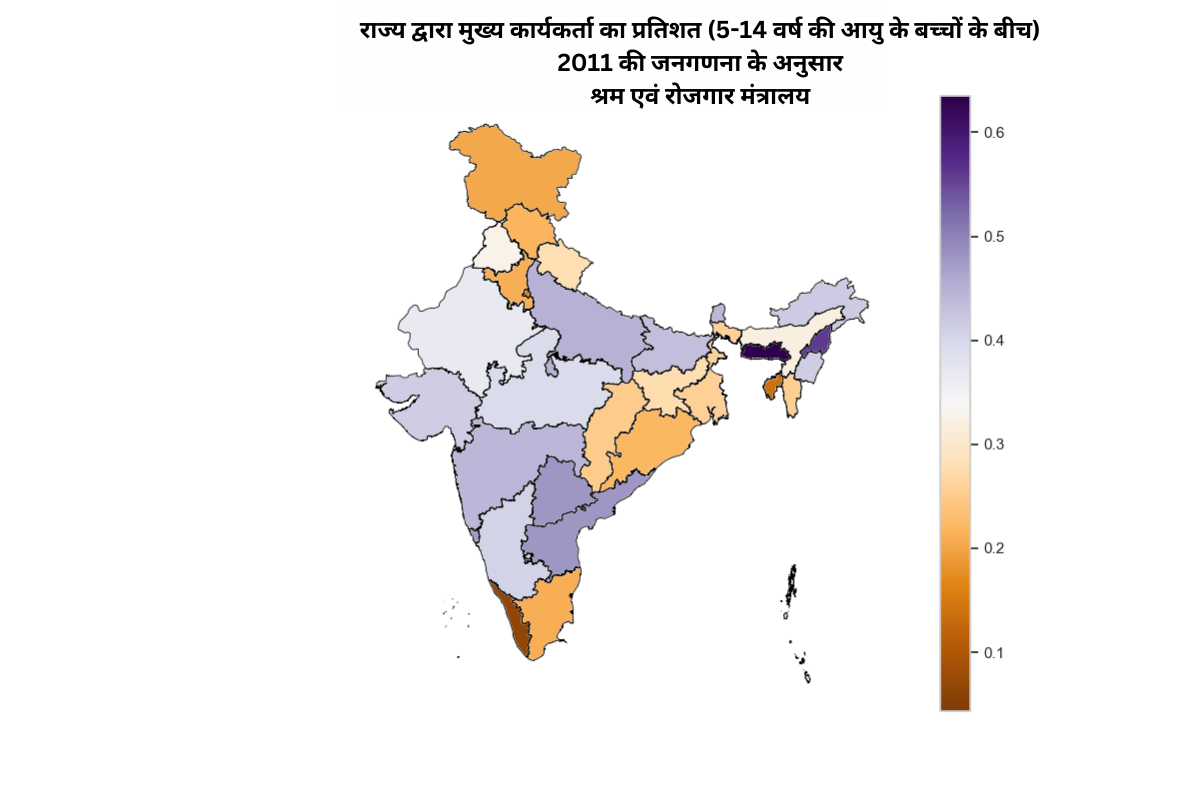 राज्य द्वारा मुख्य कार्यकर्ता का प्रतिशत (5-14 वर्ष की आयु के बच्चों के बीच)
2011 की जनगणना के अनुसार
श्रम एवं रोजगार मंत्रालय
0.6
0.5
0.4
0.3
0.2
0.1